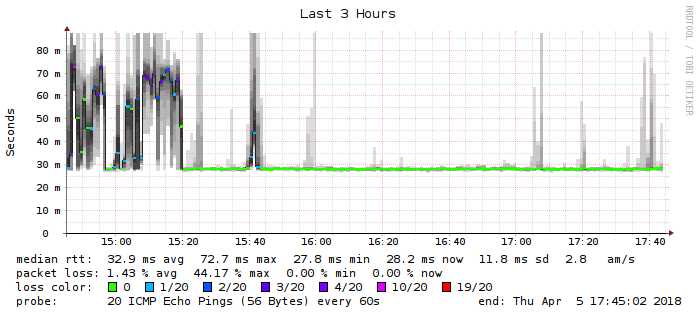 Last 3 Hours
RRDTOOL / TOBI OETIKER
Seconds
80 m
70 m
60 m
50 m
40 m
30 m
20 m
10 m
0
15:00 15:20 15:40 16:00 16:20 16:40 17:00 17:20 17:40
median rtt: 32.9 ms avg 72.7 ms max 27.8 ms min 28.2 ms now 11.8 ms sd 2.8 am/s
packet loss: 1.43 % avg 44.17 % max 0.00 % min 0.00 % now
loss color: 0 1/20 2/20 3/20 4/20 10/20 19/20
probe: 20 ICMP Echo Pings (56 Bytes) every 60s end: Thu Apr 5 17:45:02 2018